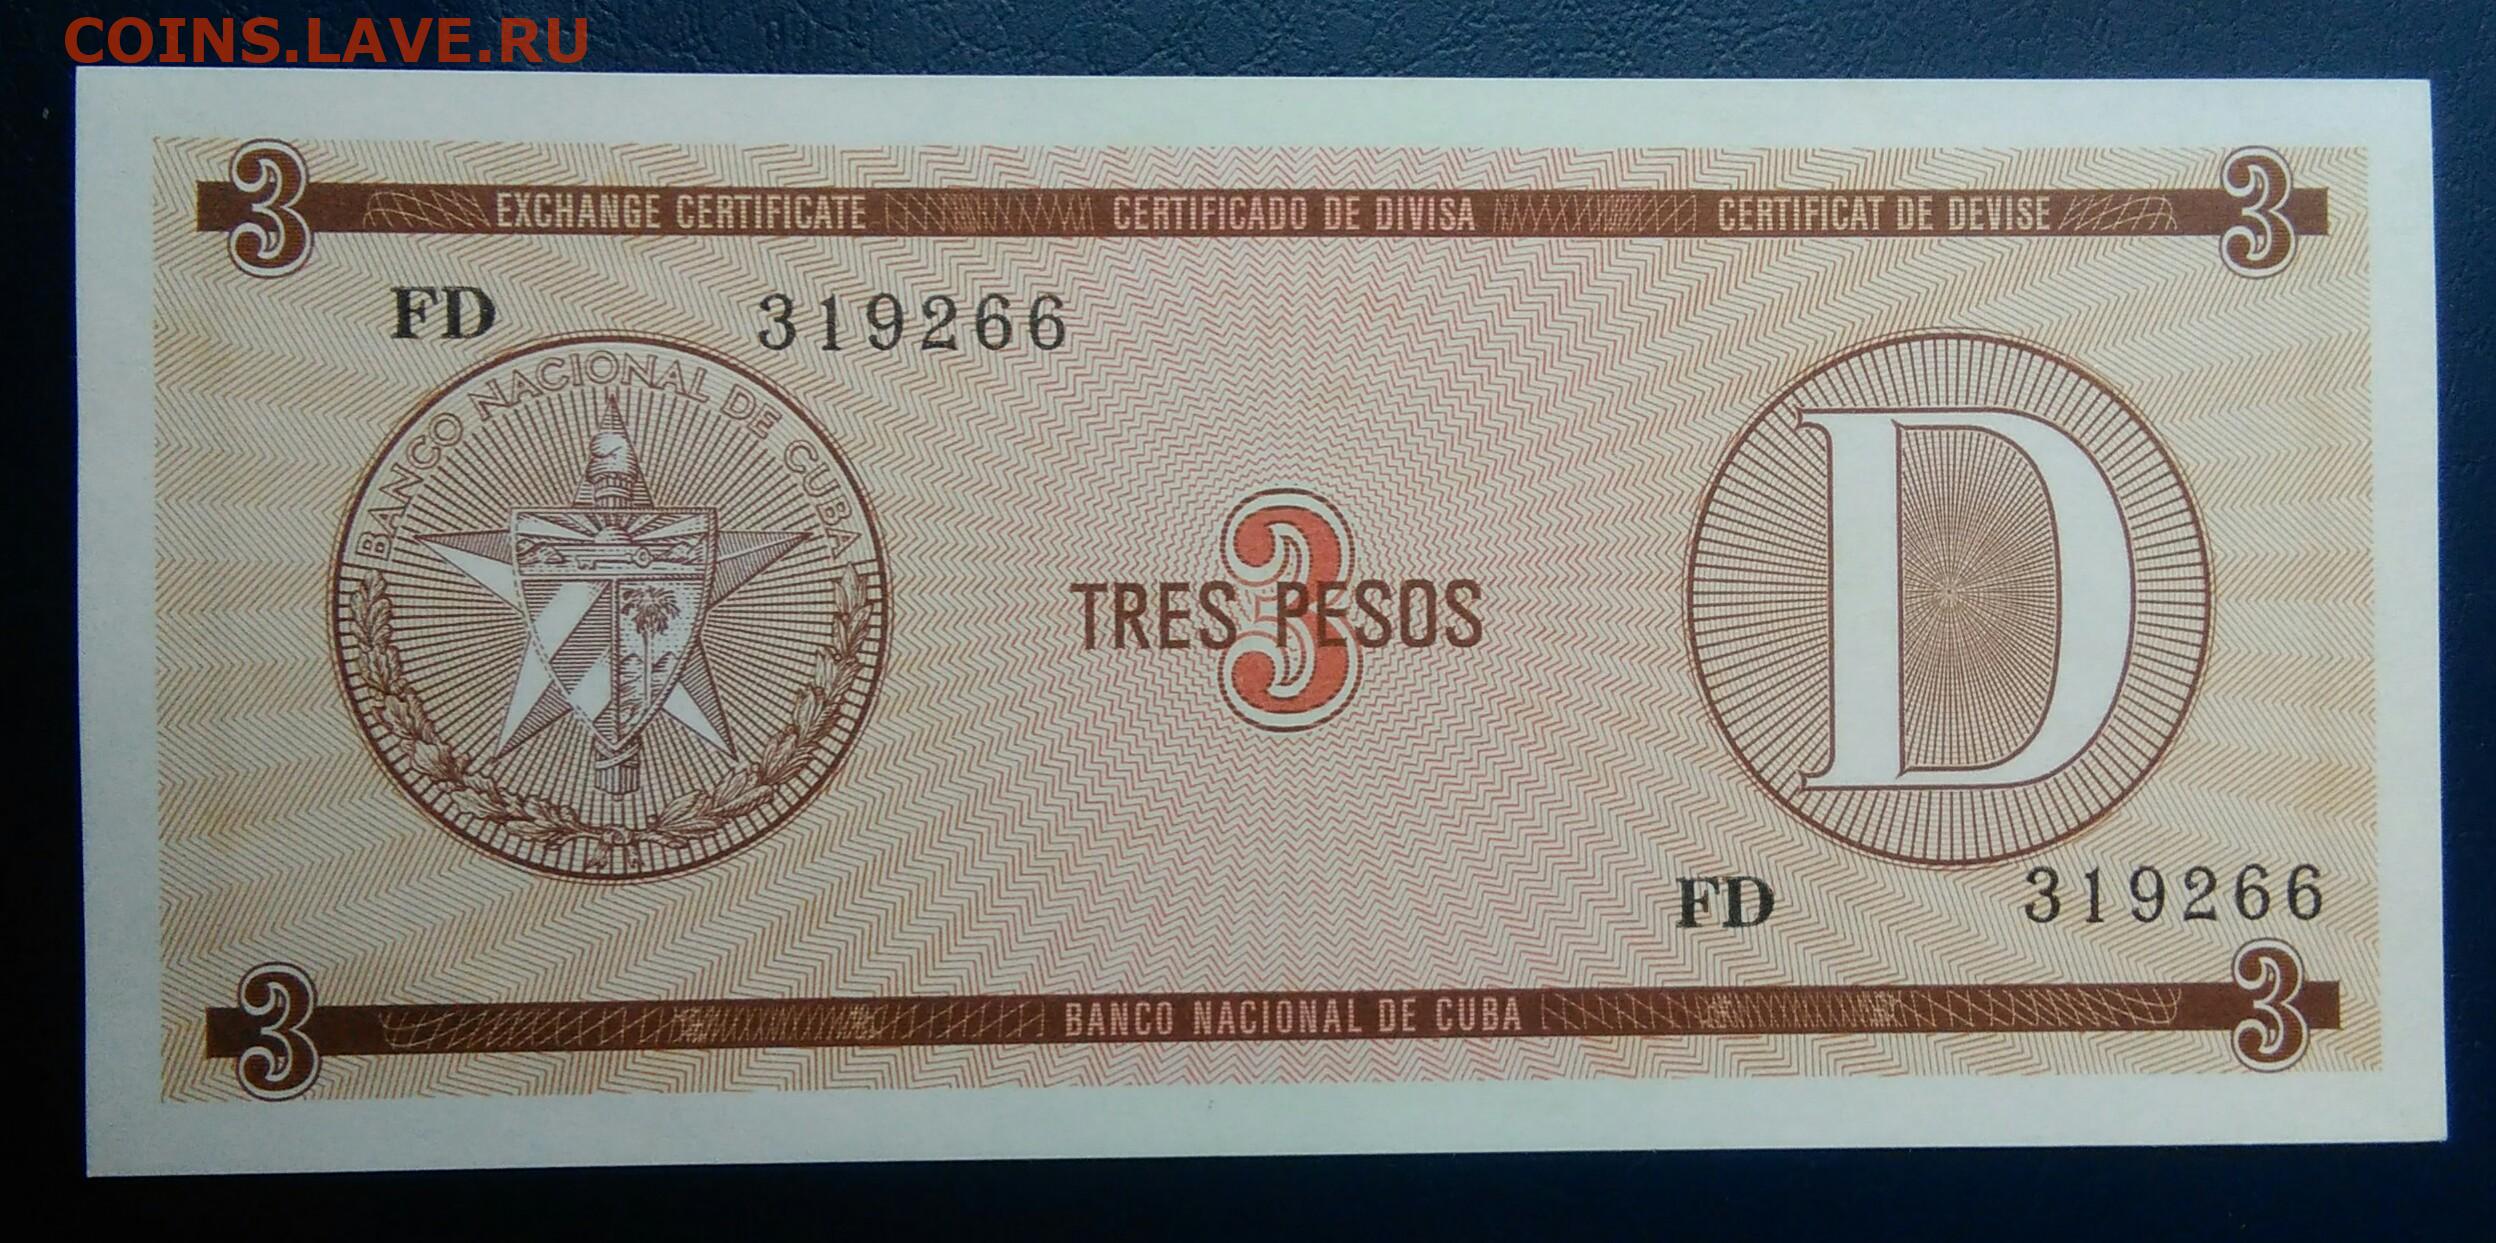 COINS.LAVE.RU
3 EXCHANGE CERTIFICATE CERTIFICADO DE DIVISA CERTIFICAT DE DEVISE 3
FD 319266
BANCO NACIONAL DE CUBA
3
TRES PESOS
D
FD 319266
3 BANCO NACIONAL DE CUBA 3